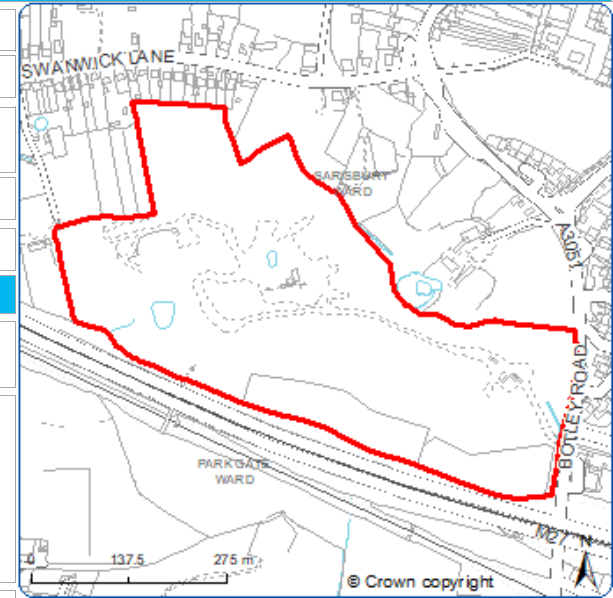 SWANWICK LANE
SARISBURY
WARD
A3051
BOTLEY ROAD
PARK GATE
WARD
M27
N
0 137.5 275 m
© Crown copyright